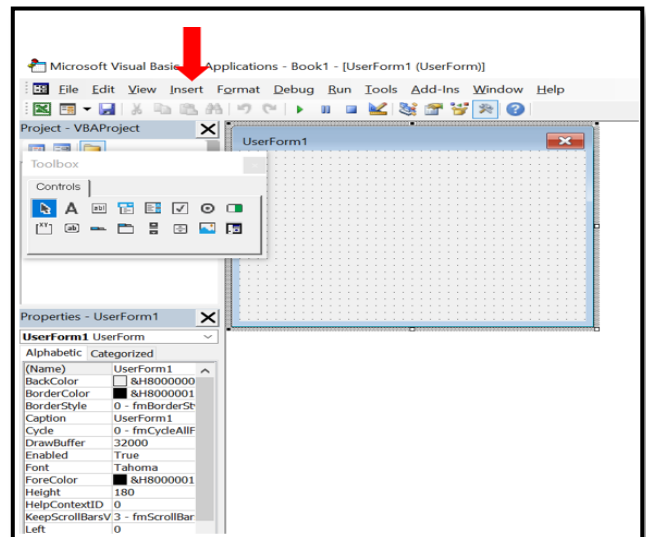 Microsoft Visual Basic Applications - Book1 - [UserForm1 (UserForm)]
File Edit View Insert Format Debug Run Tools Add-Ins Window Help
Project - VBAProject
Toolbox
Controls
UserForm1
Properties - UserForm1
UserForm1 UserForm
Alphabetic Categorized
(Name) UserForm1
BackColor &H8000000
BorderColor &H8000001
BorderStyle 0 - fmBorderSt
Caption UserForm1
Cycle 0 - fmCycleAllF
DrawBuffer 32000
Enabled True
Font Tahoma
ForeColor &H8000001
Height 180
HelpContextID 0
KeepScrollBarsV 3 - fmScrollBar
Left 0